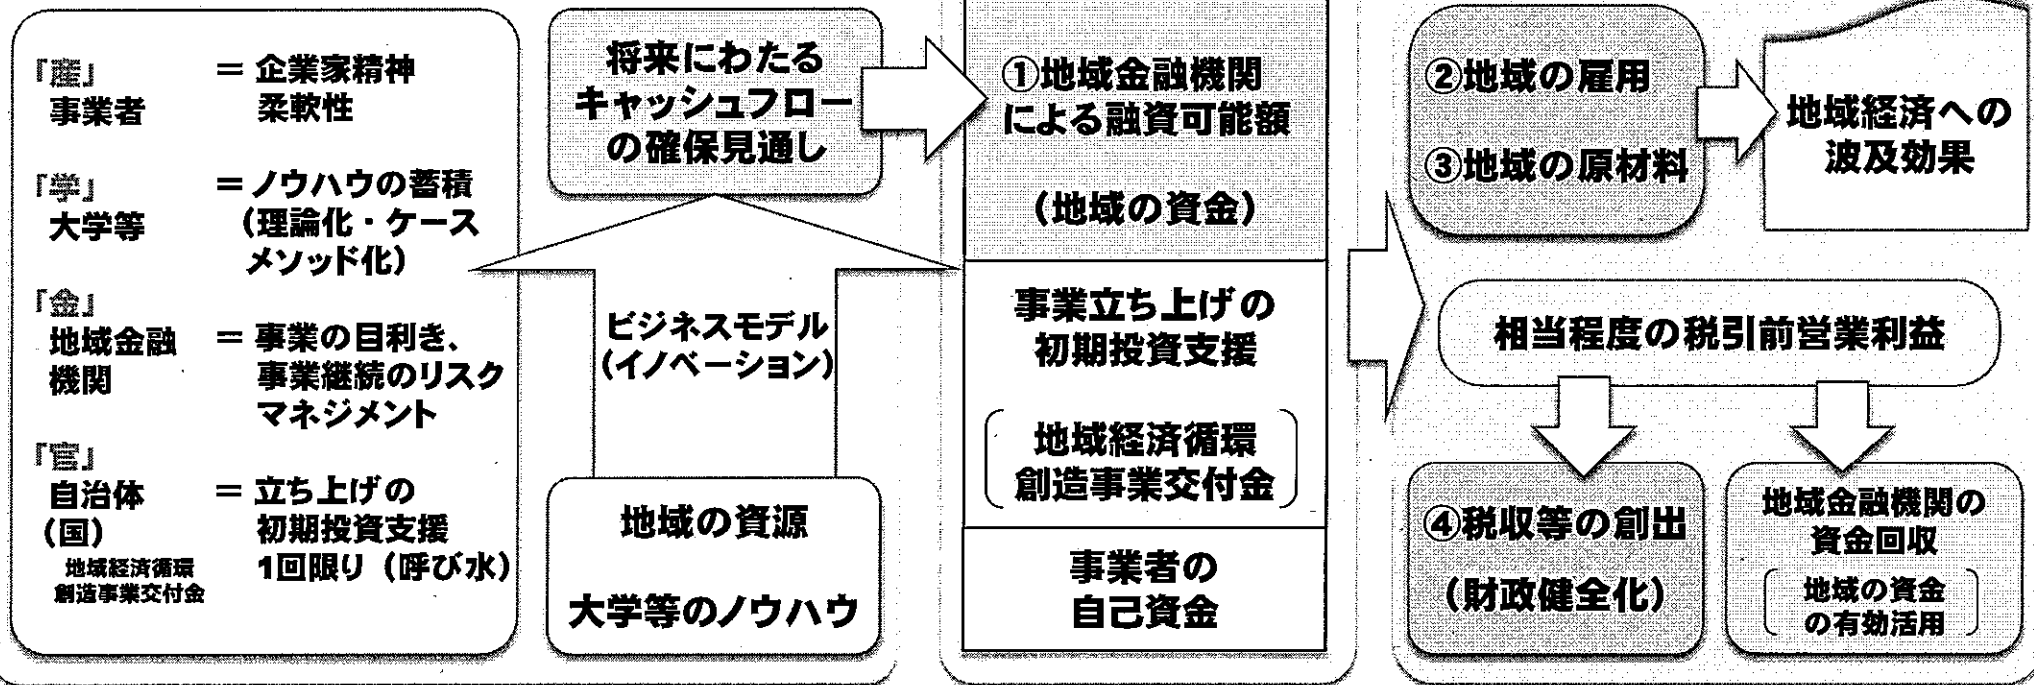 「産」
事業者
= 企業家精神
柔軟性
「学」
大学等
= ノウハウの蓄積
(理論化・ケース
メソッド化)
「金」
地域金融
機関
= 事業の目利き、
事業継続のリスク
マネジメント
「官」
自治体
(国)
地域経済循環
創造事業交付金
= 立ち上げの
初期投資支援
1回限り(呼び水)
将来にわたる
キャッシュフロー
の確保見通し
ビジネスモデル
(イノベーション)
地域の資源
大学等のノウハウ
①地域金融機関
による融資可能額
(地域の資金)
事業立ち上げの
初期投資支援
地域経済循環
創造事業交付金
事業者の
自己資金
②地域の雇用
③地域の原材料
地域経済への
波及効果
相当程度の税引前営業利益
④税収等の創出
(財政健全化)
地域金融機関の
資金回収
地域の資金
の有効活用